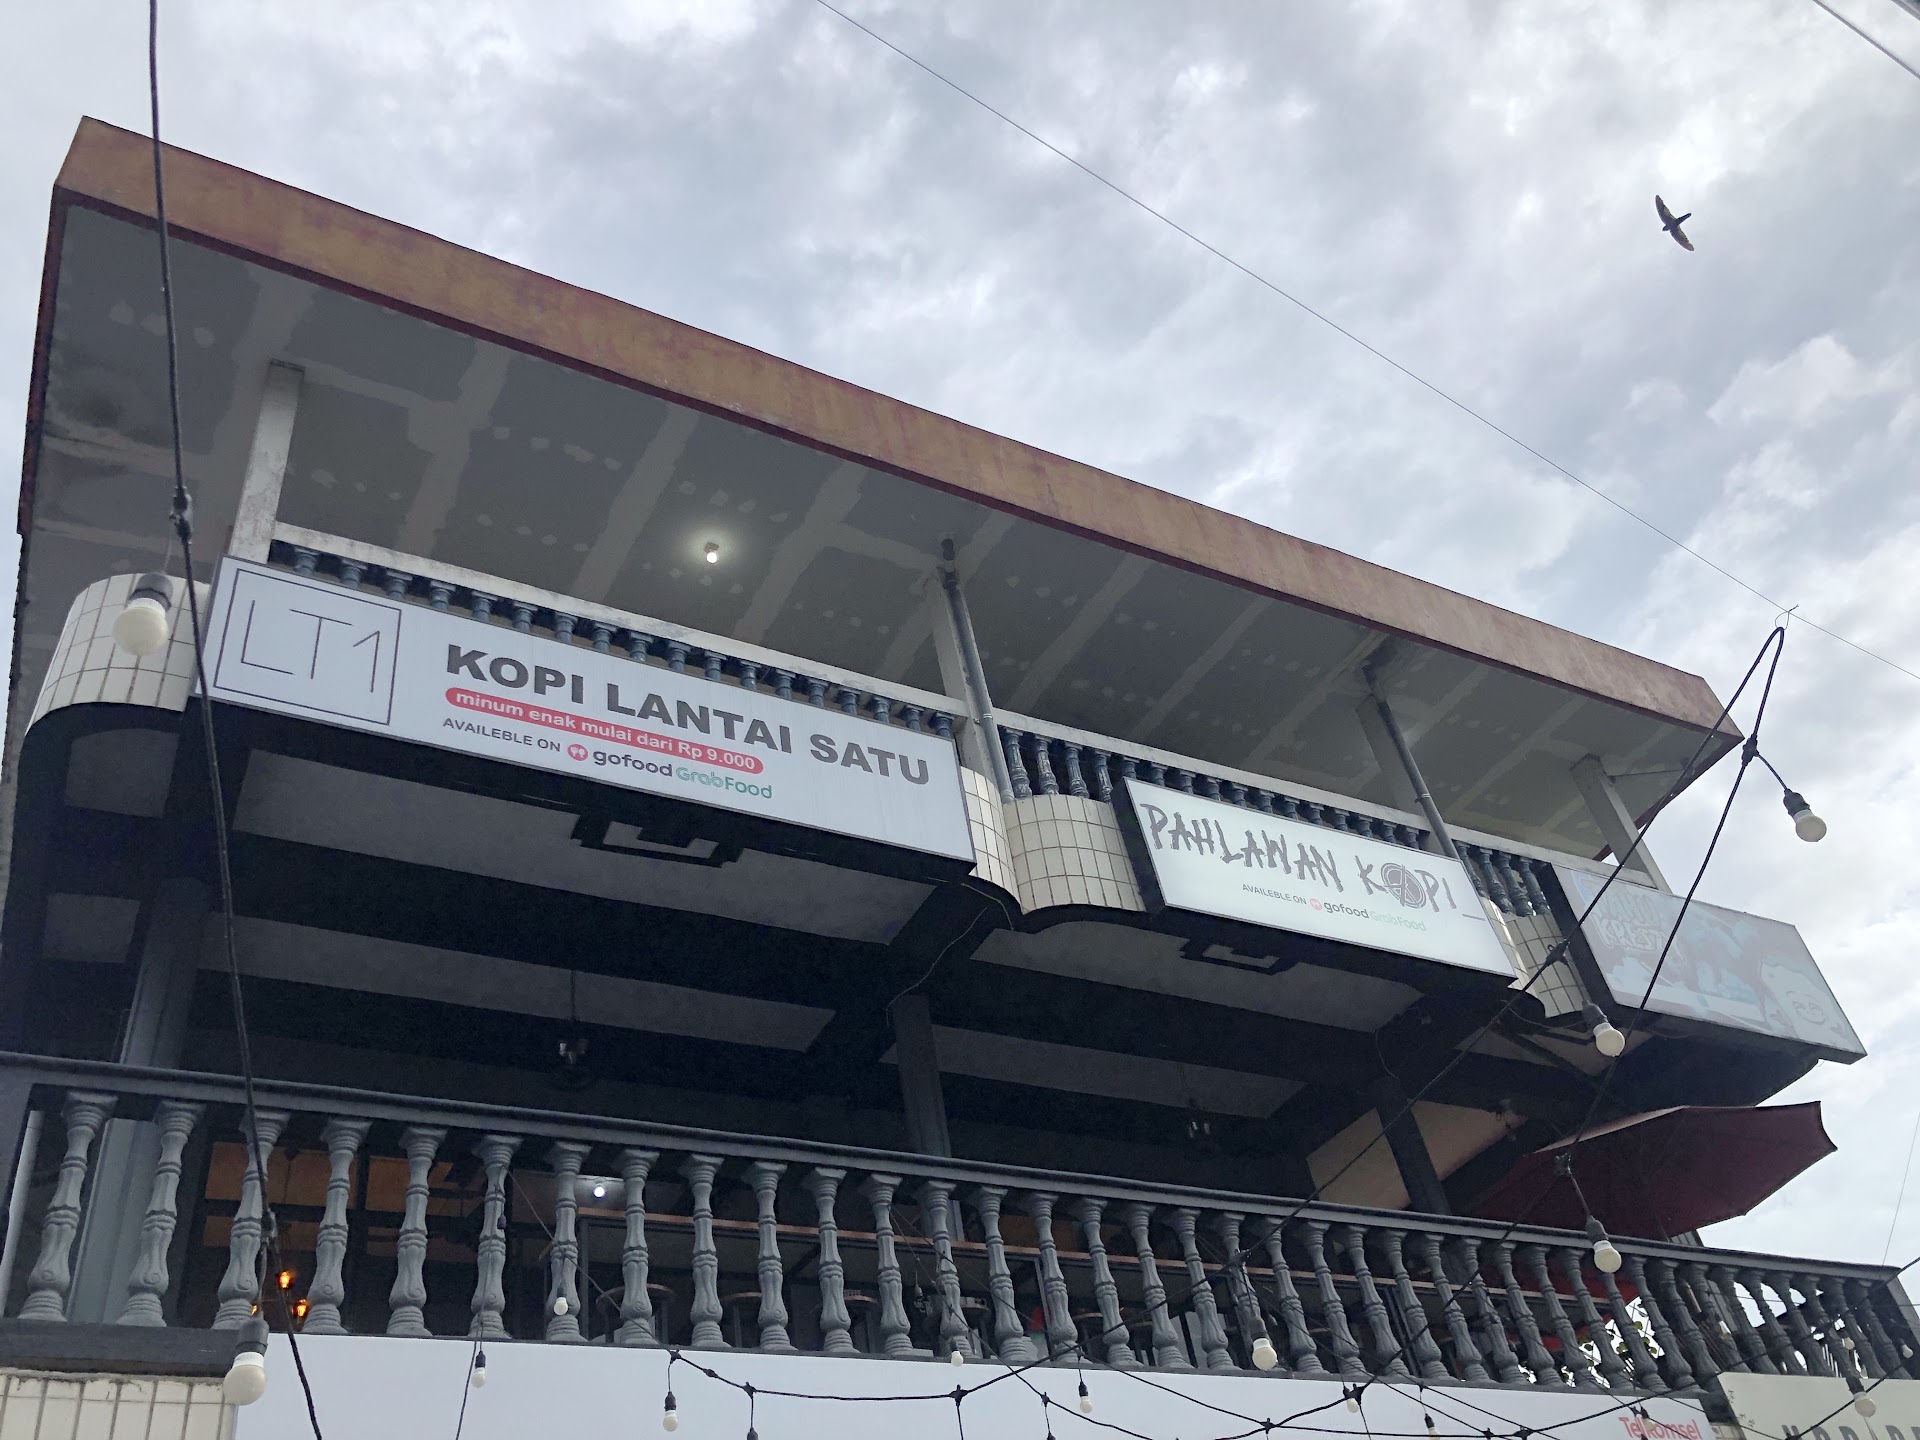 LT1
KOPI LANTAI SATU
minum enak mulai dari Rp 9.000
AVAILEBLE ON gofood GrabFood
PAHLAWAN KOPI_
AVAILEBLE ON gofood GrabFood
Telkomsel